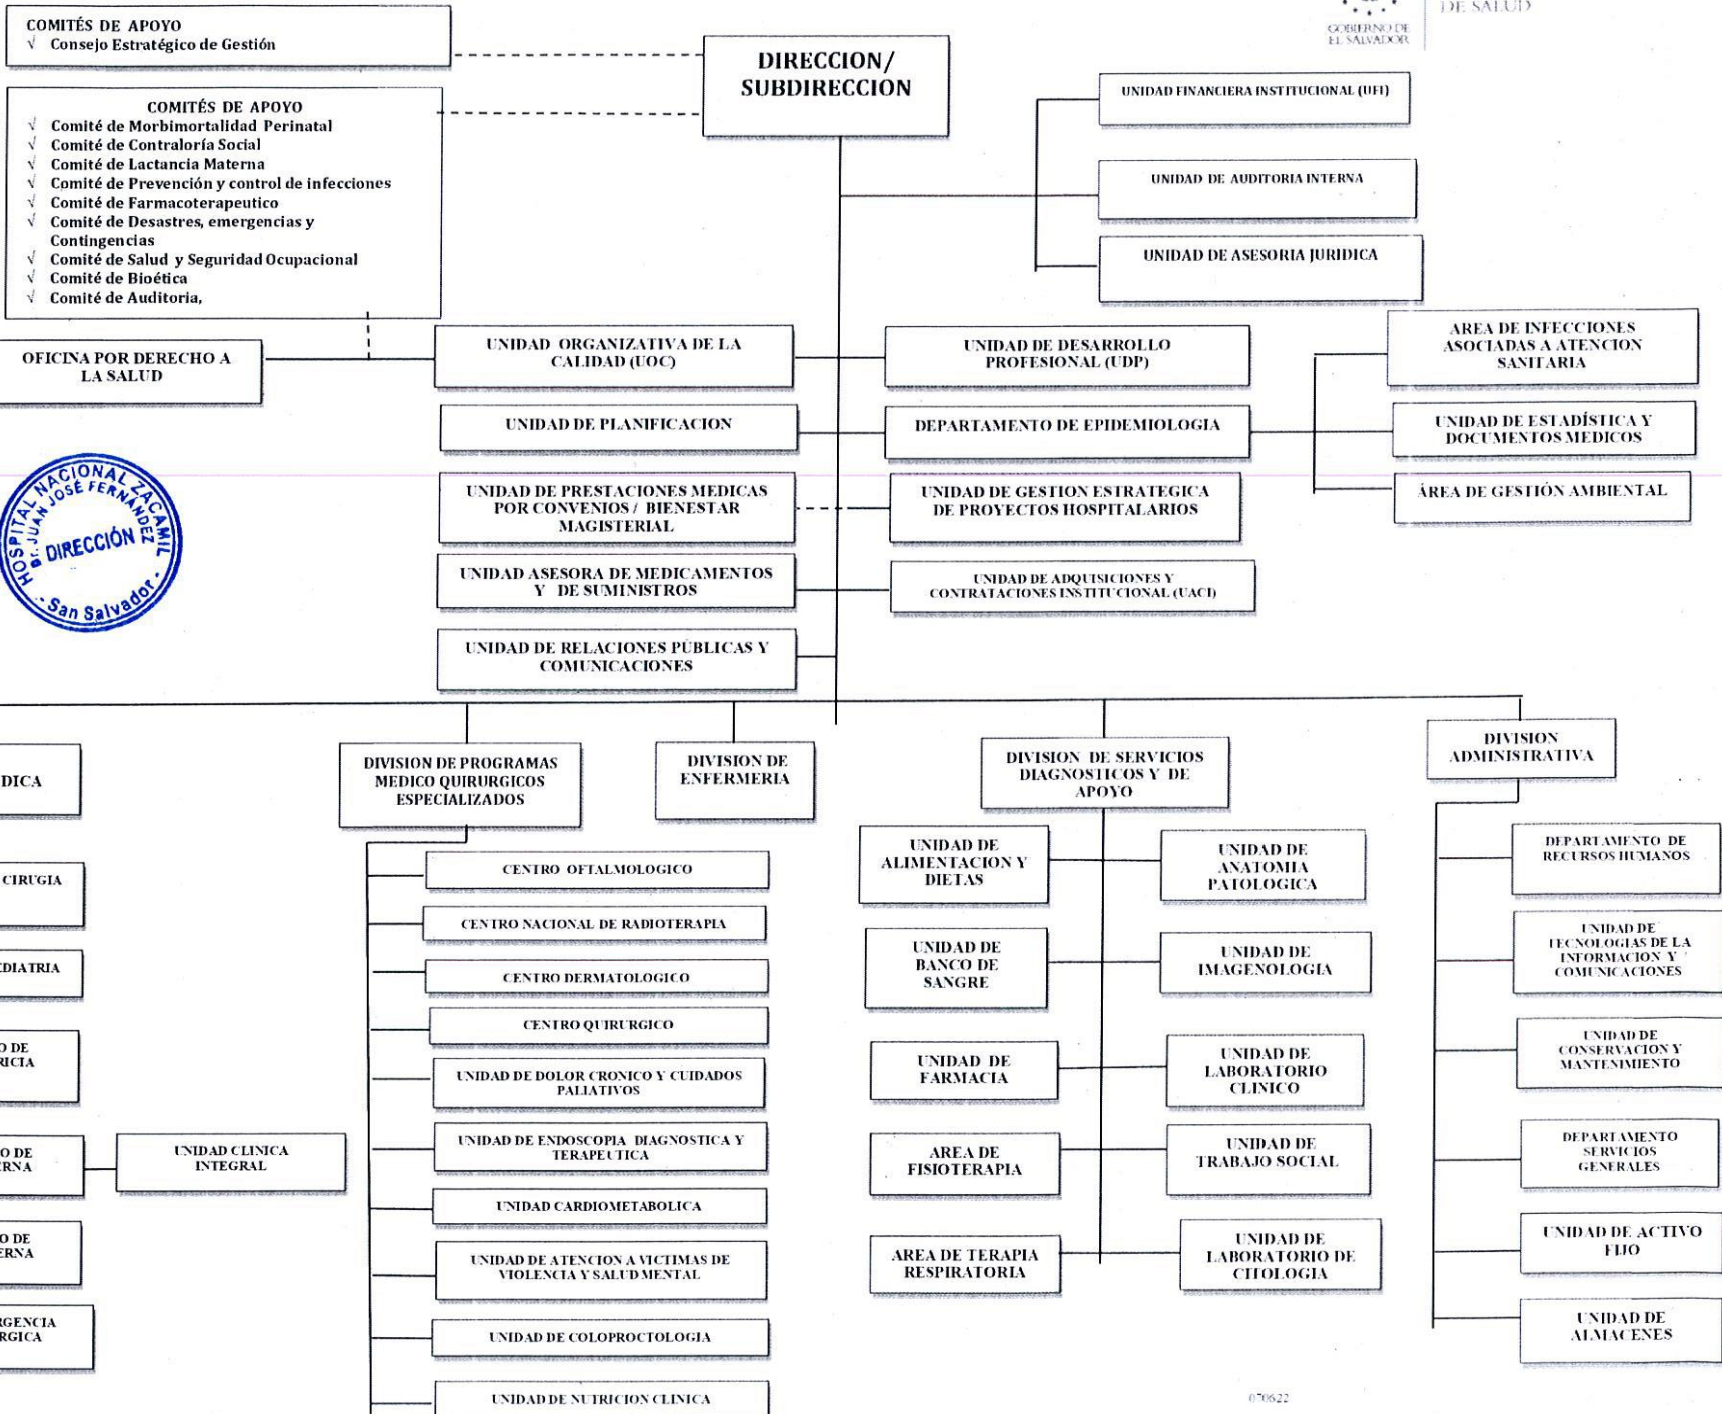 DE SALUD
GOBIERNO DE
EL SALVADOR
COMITÉS DE APOYO
√ Consejo Estratégico de Gestión
DIRECCION/
SUBDIRECCION
COMITÉS DE APOYO
√ Comité de Morbimortalidad Perinatal
√ Comité de Contraloría Social
√ Comité de Lactancia Materna
√ Comité de Prevención y control de infecciones
√ Comité de Farmacoterapeutico
√ Comité de Desastres, emergencias y
Contingencias
√ Comité de Salud y Seguridad Ocupacional
√ Comité de Bioética
√ Comité de Auditoria,
UNIDAD FINANCIERA INSTITUCIONAL (UFI)
UNIDAD DE AUDITORIA INTERNA
UNIDAD DE ASESORIA JURIDICA
OFICINA POR DERECHO A
LA SALUD
UNIDAD ORGANIZATIVA DE LA
CALIDAD (UOC)
UNIDAD DE DESARROLLO
PROFESIONAL (UDP)
AREA DE INFECCIONES
ASOCIADAS A ATENCION
SANITARIA
UNIDAD DE PLANIFICACION
DEPARTAMENTO DE EPIDEMIOLOGIA
UNIDAD DE ESTADÍSTICA Y
DOCUMENTOS MEDICOS
UNIDAD DE PRESTACIONES MEDICAS
POR CONVENIOS / BIENESTAR
MAGISTERIAL
UNIDAD DE GESTION ESTRATEGICA
DE PROYECTOS HOSPITALARIOS
ÁREA DE GESTIÓN AMBIENTAL
HOSPITAL NACIONAL ZACAMIL
Dr. JUAN JOSÉ FERNÁNDEZ
DIRECCIÓN
- San Salvador -
UNIDAD ASESORA DE MEDICAMENTOS
Y DE SUMINISTROS
UNIDAD DE ADQUISICIONES Y
CONTRATACIONES INSTITUCIONAL (UACI)
UNIDAD DE RELACIONES PÚBLICAS Y
COMUNICACIONES
DICA
DIVISION DE PROGRAMAS
MEDICO QUIRURGICOS
ESPECIALIZADOS
DIVISION DE
ENFERMERIA
DIVISION DE SERVICIOS
DIAGNOSTICOS Y DE
APOYO
DIVISION
ADMINISTRATIVA
CIRUGIA
EDIATRIA
O DE
RICIA
O DE
ERNA
UNIDAD CLINICA
INTEGRAL
O DE
ERNA
RGENCIA
RGICA
CENTRO OFTALMOLOGICO
CENTRO NACIONAL DE RADIOTERAPIA
CENTRO DERMATOLOGICO
CENTRO QUIRURGICO
UNIDAD DE DOLOR CRONICO Y CUIDADOS
PALIATIVOS
UNIDAD DE ENDOSCOPIA DIAGNOSTICA Y
TERAPEUTICA
UNIDAD CARDIOMETABOLICA
UNIDAD DE ATENCION A VICTIMAS DE
VIOLENCIA Y SALUD MENTAL
UNIDAD DE COLOPROCTOLOGIA
UNIDAD DE NUTRICION CLINICA
UNIDAD DE
ALIMENTACION Y
DIETAS
UNIDAD DE
ANATOMIA
PATOLOGICA
UNIDAD DE
BANCO DE
SANGRE
UNIDAD DE
IMAGENOLOGIA
UNIDAD DE
FARMACIA
UNIDAD DE
LABORATORIO
CLINICO
AREA DE
FISIOTERAPIA
UNIDAD DE
TRABAJO SOCIAL
AREA DE TERAPIA
RESPIRATORIA
UNIDAD DE
LABORATORIO DE
CITOLOGIA
DEPARTAMENTO DE
RECURSOS HUMANOS
UNIDAD DE
TECNOLOGIAS DE LA
INFORMACION Y
COMUNICACIONES
UNIDAD DE
CONSERVACION Y
MANTENIMIENTO
DEPARTAMENTO
SERVICIOS
GENERALES
UNIDAD DE ACTIVO
FIJO
UNIDAD DE
ALMACENES
070622